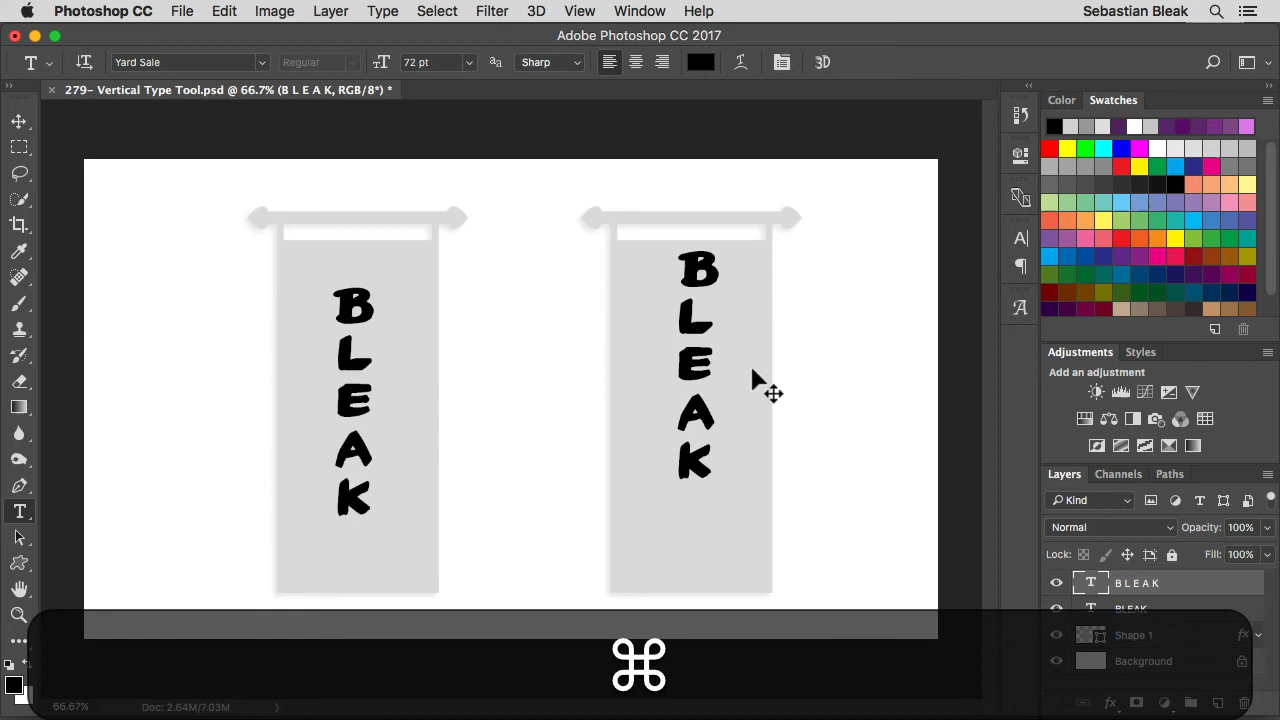 Photoshop CC File Edit Image Layer Type Select Filter 3D View Window Help Sebastian Bleak
Adobe Photoshop CC 2017
T Yard Sale Regular 72 pt aa Sharp 3D
279- Vertical Type Tool.psd @ 66.7% (B L E A K, RGB/8*) *
Color Swatches
B
L
E
A
K
B
L
E
A
K
Adjustments Styles
Add an adjustment
Layers Channels Paths
Kind
Normal Opacity: 100%
Lock: Fill: 100%
T B L E A K
T BLEAK
Shape 1 fx
Background
66.67% Doc: 2.64M/7.03M
⌘